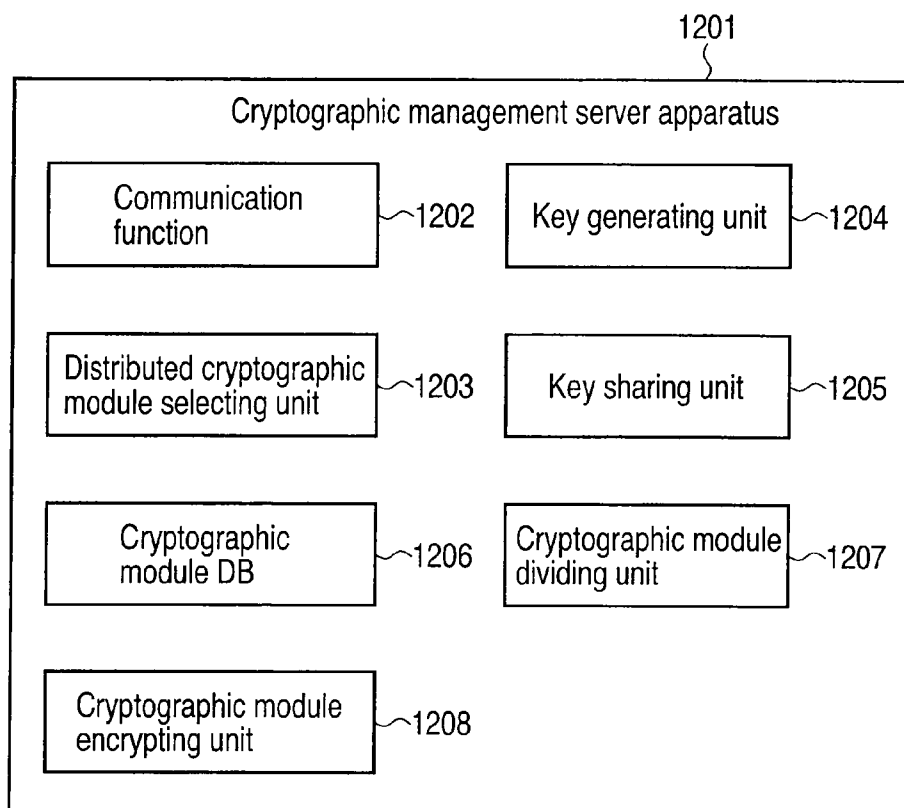 1201
Cryptographic management server apparatus
Communication
function
1202
Key generating unit
1204
Distributed cryptographic
module selecting unit
1203
Key sharing unit
1205
Cryptographic
module DB
1206
Cryptographic module
dividing unit
1207
Cryptographic module
encrypting unit
1208